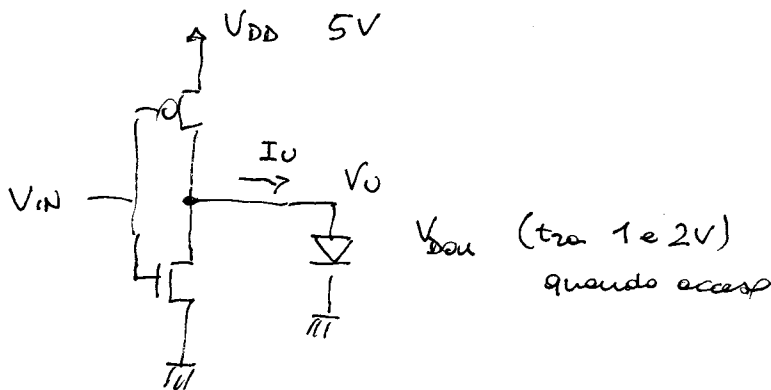 VDD 5V
IU
VU
VIN
VDon (tra 1 e 2V)
quando acceso